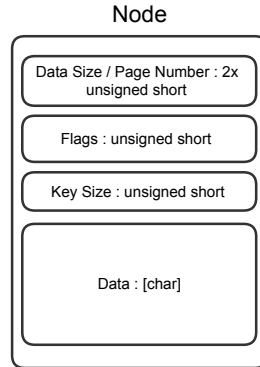 Node
Data Size / Page Number : 2x
unsigned short
Flags : unsigned short
Key Size : unsigned short
Data : [char]